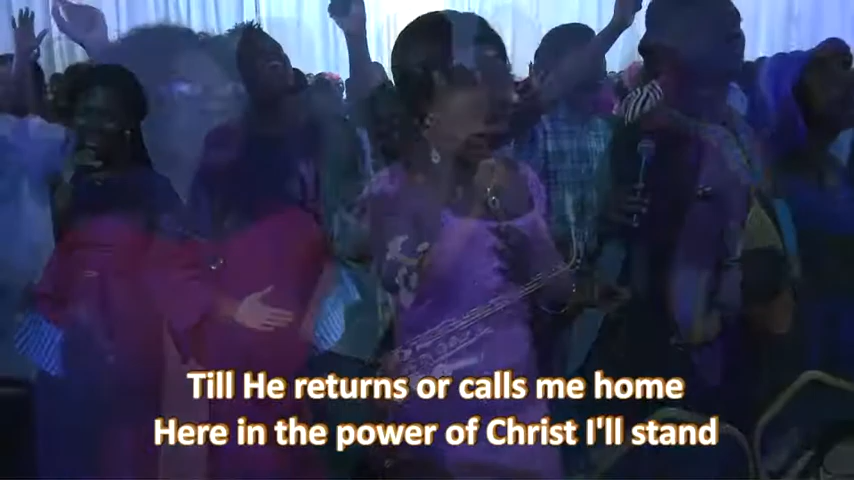 Till He returns or calls me home
Here in the power of Christ I'll stand